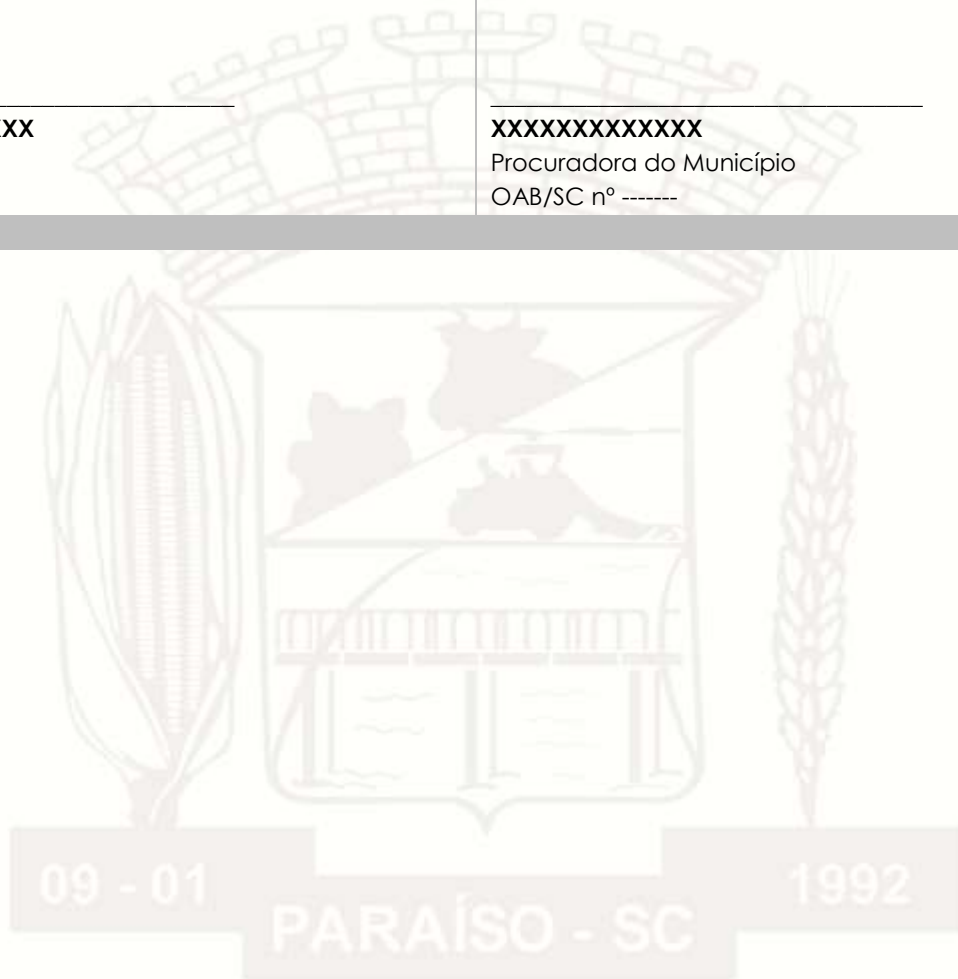 XX
XXXXXXXXXXXXX
Procuradora do Município
OAB/SC nº -------
09 - 01
1992
PARAÍSO - SC